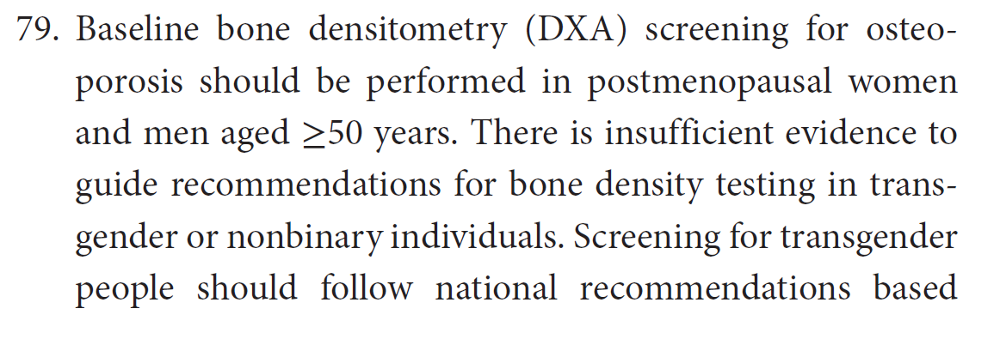 79. Baseline bone densitometry (DXA) screening for osteo-
porosis should be performed in postmenopausal women
and men aged ≥50 years. There is insufficient evidence to
guide recommendations for bone density testing in trans-
gender or nonbinary individuals. Screening for transgender
people should follow national recommendations based